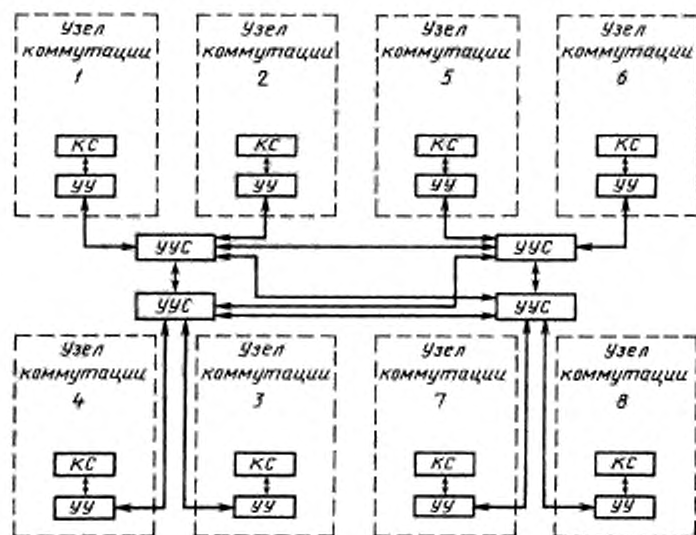 Узел
коммутации
1
КС
УУ
Узел
коммутации
2
КС
УУ
Узел
коммутации
5
КС
УУ
Узел
коммутации
6
КС
УУ
УУС
УУС
УУС
УУС
Узел
коммутации
4
КС
УУ
Узел
коммутации
3
КС
УУ
Узел
коммутации
7
КС
УУ
Узел
коммутации
8
КС
УУ